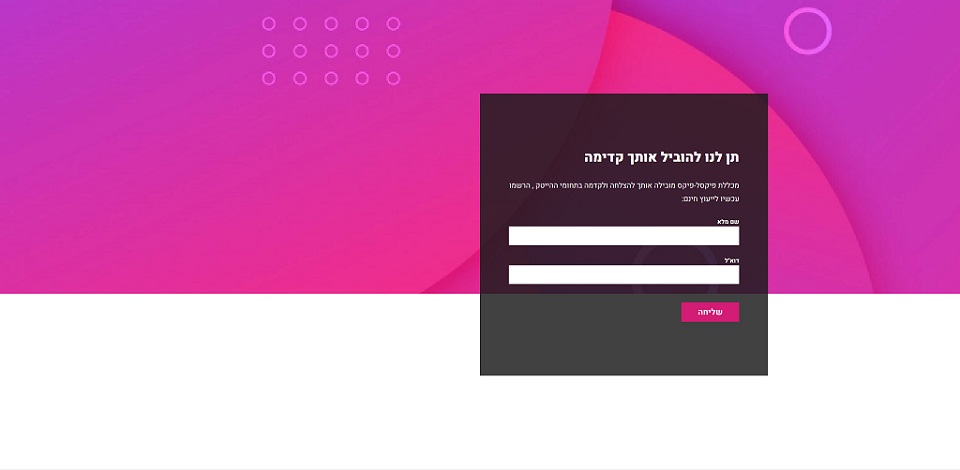 תן לנו להוביל אותך קדימה
מכללת פיקסל-פיקס מובילה אותך להצלחה ולקדמה בתחומי ההייטק , הרשמו
עכשיו לייעוץ חינם:
שם מלא
דוא"ל
שליחה